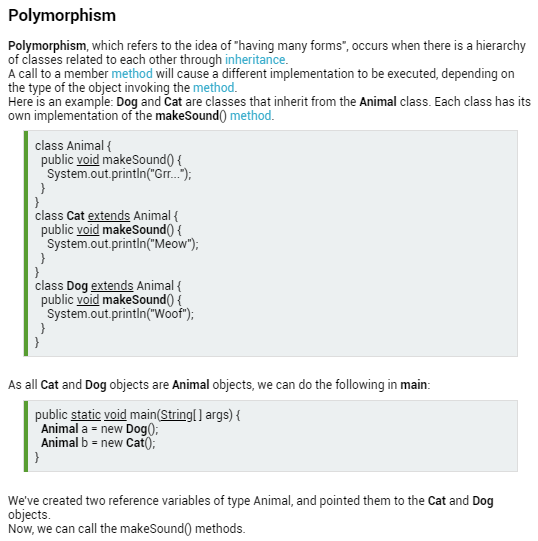 Polymorphism
Polymorphism, which refers to the idea of "having many forms", occurs when there is a hierarchy
of classes related to each other through inheritance.
A call to a member method will cause a different implementation to be executed, depending on
the type of the object invoking the method.
Here is an example: Dog and Cat are classes that inherit from the Animal class. Each class has its
own implementation of the makeSound() method.
class Animal {
public void makeSound() {
System.out.println("Grr...");
}
}
class Cat extends Animal {
public void makeSound() {
System.out.println("Meow");
}
}
class Dog extends Animal {
public void makeSound() {
System.out.println("Woof");
}
}
As all Cat and Dog objects are Animal objects, we can do the following in main:
public static void main(String[ ] args) {
Animal a = new Dog();
Animal b = new Cat();
}
We've created two reference variables of type Animal, and pointed them to the Cat and Dog
objects.
Now, we can call the makeSound() methods.